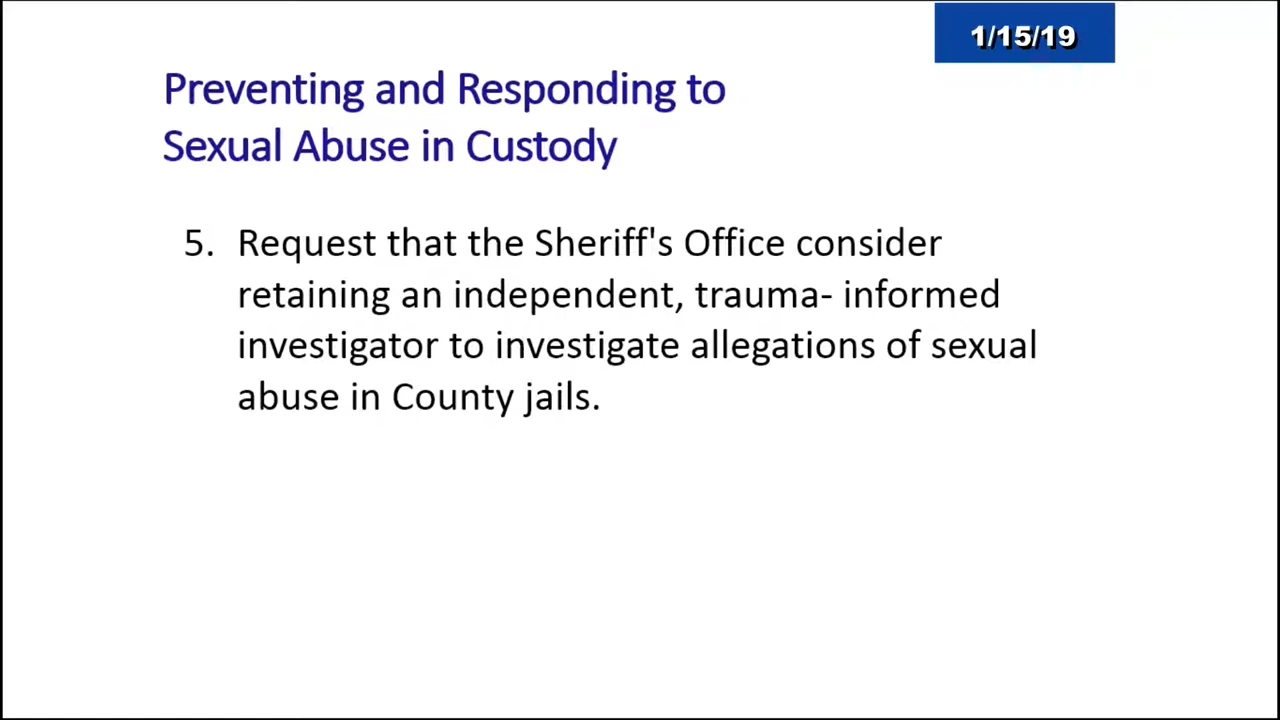 1/15/19
Preventing and Responding to
Sexual Abuse in Custody
5. Request that the Sheriff's Office consider
retaining an independent, trauma- informed
investigator to investigate allegations of sexual
abuse in County jails.